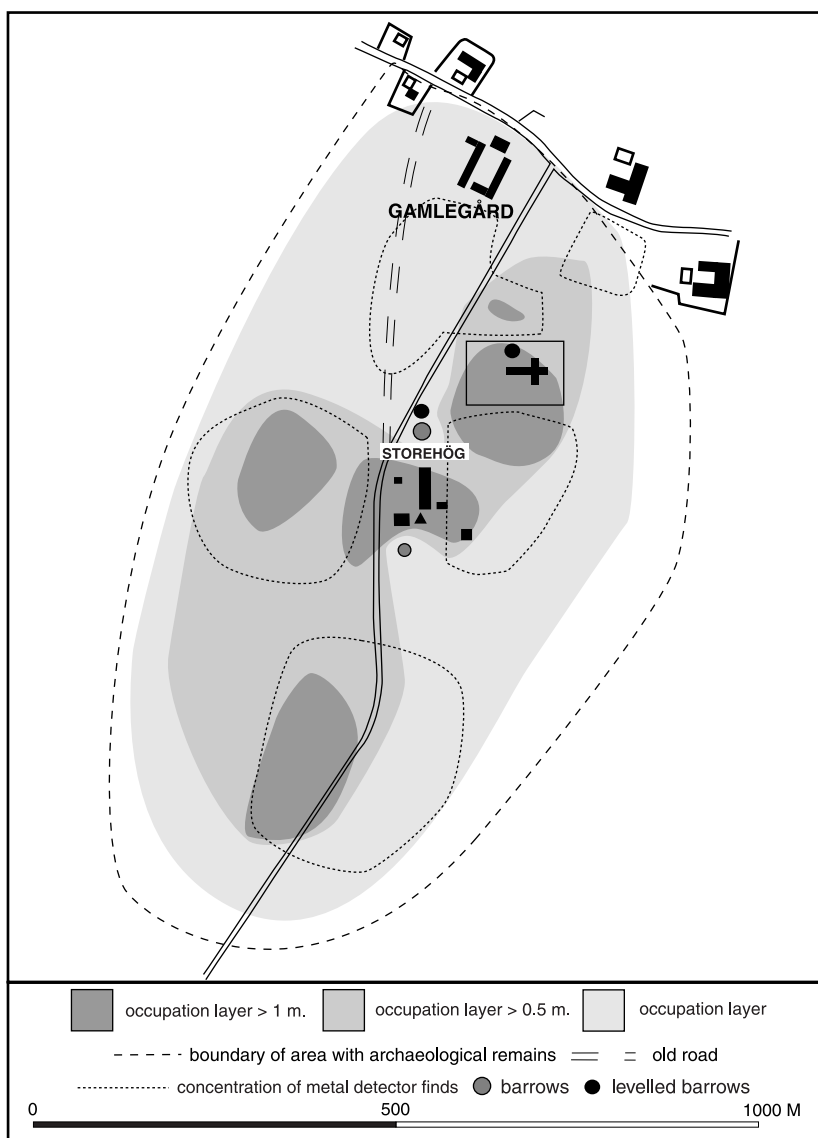 GAMLEGÅRD
STOREHÖG
occupation layer > 1 m. occupation layer > 0.5 m. occupation layer
boundary of area with archaeological remains old road
concentration of metal detector finds barrows levelled barrows
0 500 1000 M